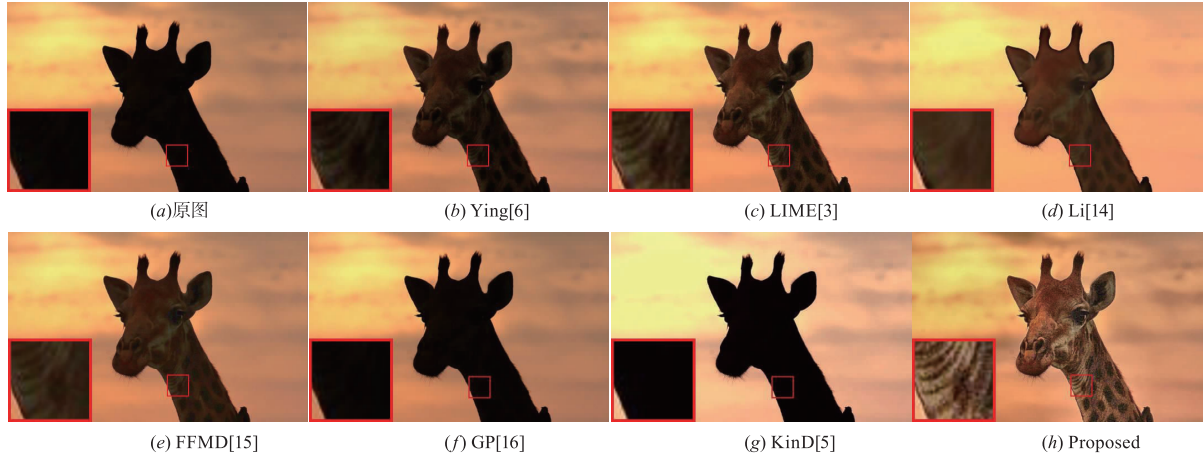 (a)原图
(b) Ying[6]
(c) LIME[3]
(d) Li[14]
(e) FFMD[15]
(f) GP[16]
(g) KinD[5]
(h) Proposed